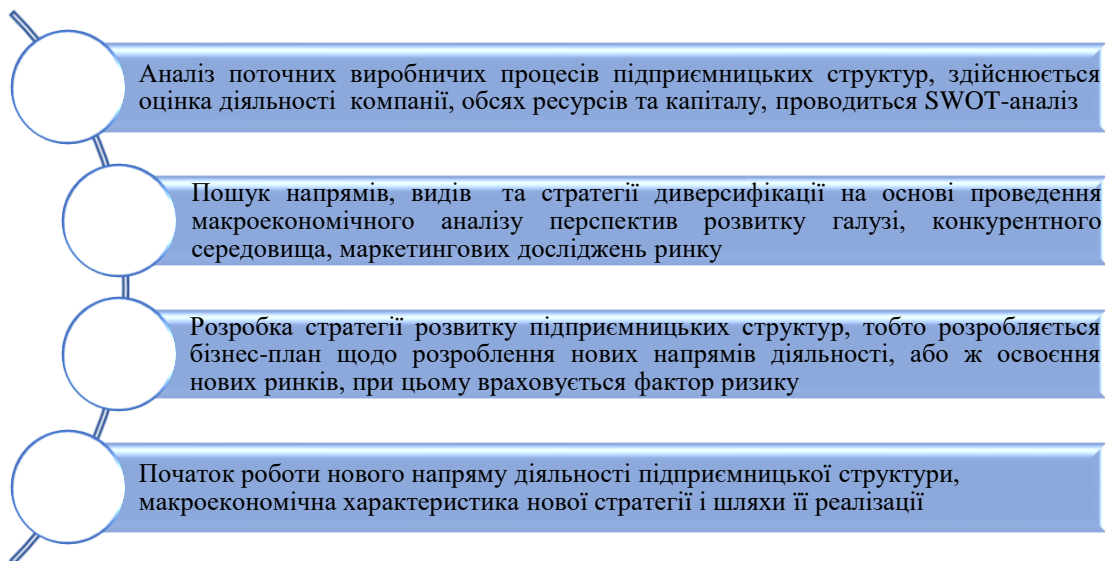 Аналіз поточних виробничих процесів підприємницьких структур, здійснюється
оцінка діяльності компанії, обсях ресурсів та капіталу, проводиться SWOT-аналіз
Пошук напрямів, видів та стратегії диверсифікації на основі проведення
макроекономічного аналізу перспектив розвитку галузі, конкурентного
середовища, маркетингових досліджень ринку
Розробка стратегії розвитку підприємницьких структур, тобто розробляється
бізнес-план щодо розроблення нових напрямів діяльності, або ж освоєння
нових ринків, при цьому враховується фактор ризику
Початок роботи нового напряму діяльності підприємницької структури,
макроекономічна характеристика нової стратегії і шляхи її реалізації